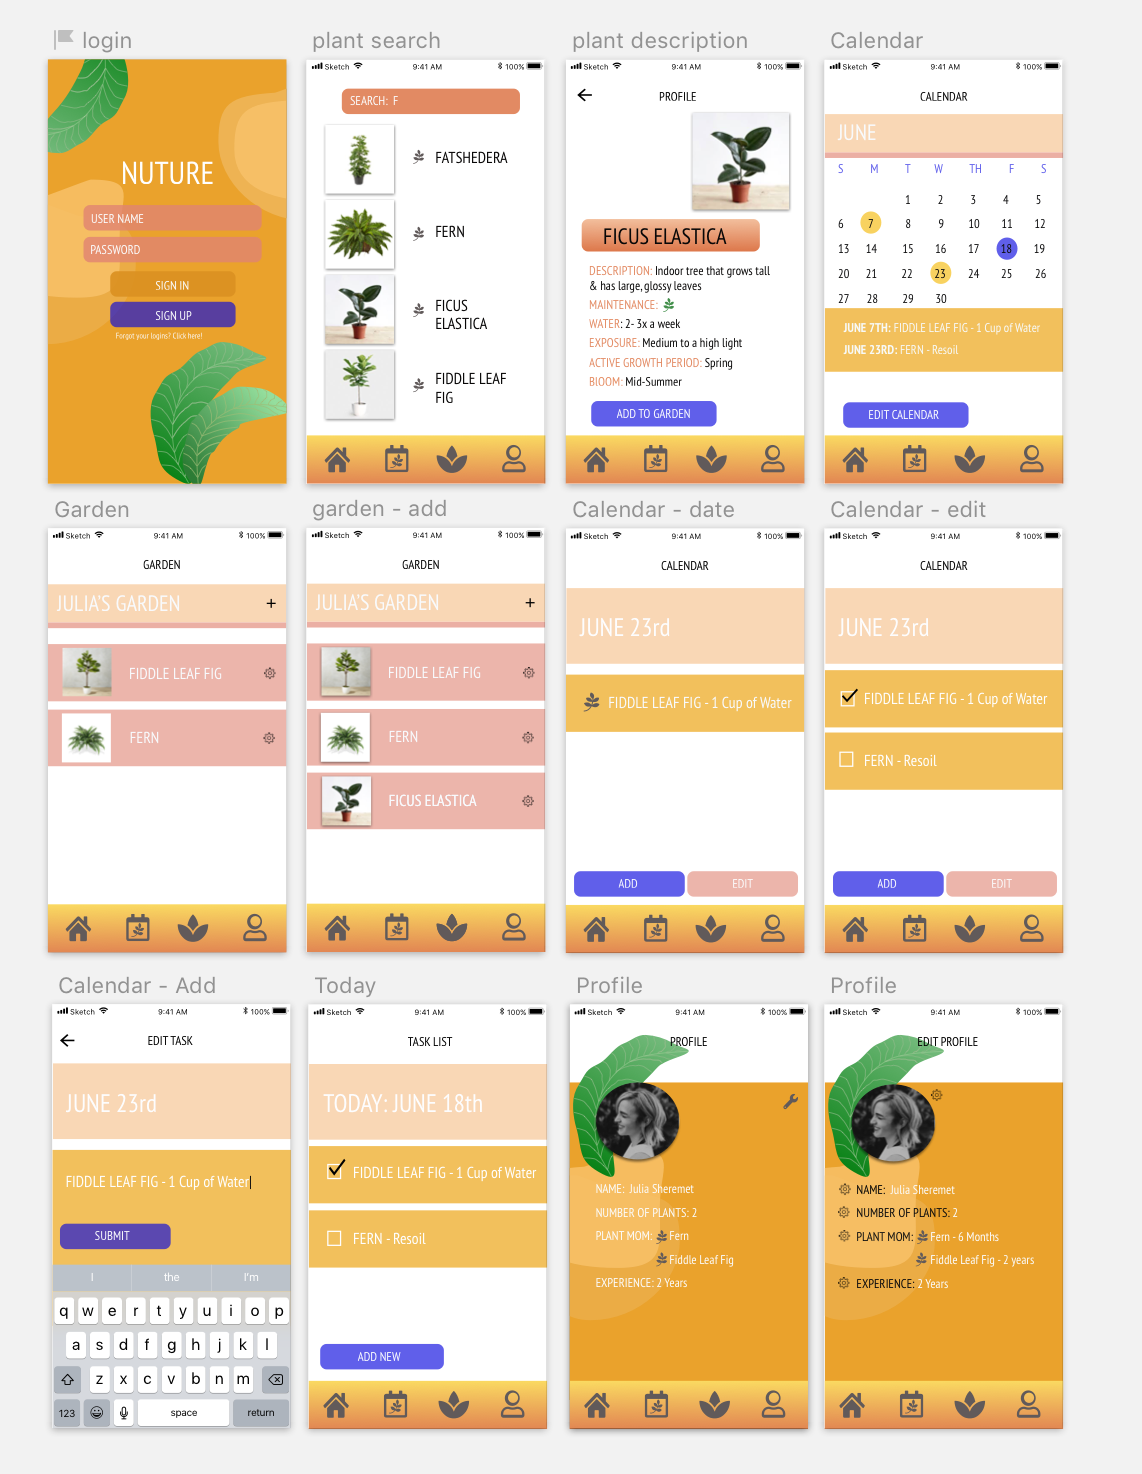 login
NUTURE
USER NAME
PASSWORD
SIGN IN
SIGN UP
Forgot your logins? Click here!
plant search
Sketch 9:41 AM 100%
SEARCH: F
FATSHEDERA
FERN
FICUS
ELASTICA
FIDDLE LEAF
FIG
plant description
Sketch 9:41 AM 100%
PROFILE
FICUS ELASTICA
DESCRIPTION: Indoor tree that grows tall
& has large, glossy leaves
MAINTENANCE:
WATER: 2- 3x a week
EXPOSURE: Medium to a high light
ACTIVE GROWTH PERIOD: Spring
BlOOM: Mid-Summer
ADD TO GARDEN
Calendar
Sketch 9:41 AM 100%
CALENDAR
JUNE
S M T W TH F S
1 2 3 4 5
6 7 8 9 10 11 12
13 14 15 16 17 18 19
20 21 22 23 24 25 26
27 28 29 30
JUNE 7TH: FIDDLE LEAF FIG - 1 Cup of Water
JUNE 23RD: FERN - Resoil
EDIT CALENDAR
Garden
Sketch 9:41 AM 100%
GARDEN
JULIA'S GARDEN +
FIDDLE LEAF FIG
FERN
garden - add
Sketch 9:41 AM 100%
GARDEN
JULIA'S GARDEN +
FIDDLE LEAF FIG
FERN
FICUS ELASTICA
Calendar - date
Sketch 9:41 AM 100%
CALENDAR
JUNE 23rd
FIDDLE LEAF FIG - 1 Cup of Water
ADD EDIT
Calendar - edit
Sketch 9:41 AM 100%
CALENDAR
JUNE 23rd
FIDDLE LEAF FIG - 1 Cup of Water
FERN - Resoil
ADD EDIT
Calendar - Add
Sketch 9:41 AM 100%
EDIT TASK
JUNE 23rd
FIDDLE LEAF FIG - 1 Cup of Water
SUBMIT
I the I'm
q w e r t y u i o p
a s d f g h j k l
z x c v b n m
123 space return
Today
Sketch 9:41 AM 100%
TASK LIST
TODAY: JUNE 18th
FIDDLE LEAF FIG - 1 Cup of Water
FERN - Resoil
ADD NEW
Profile
Sketch 9:41 AM 100%
PROFILE
NAME: Julia Sheremet
NUMBER OF PLANTS: 2
PLANT MOM: Fern
Fiddle Leaf Fig
EXPERIENCE: 2 Years
Profile
Sketch 9:41 AM 100%
EDIT PROFILE
NAME: Julia Sheremet
NUMBER OF PLANTS: 2
PLANT MOM: Fern - 6 Months
Fiddle Leaf Fig - 2 years
EXPERIENCE: 2 Years